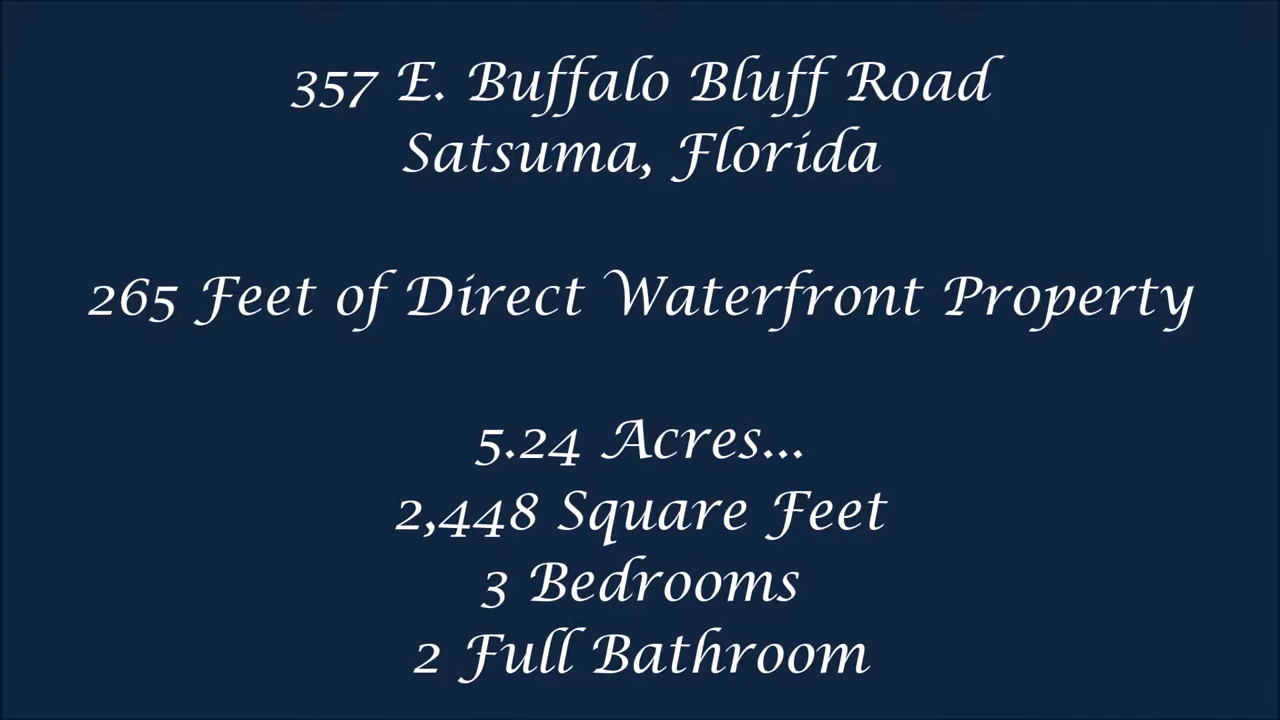 357 E. Buffalo Bluff Road
Satsuma, Florida
265 Feet of Direct Waterfront Property
5.24 Acres...
2,448 Square Feet
3 Bedrooms
2 Full Bathroom